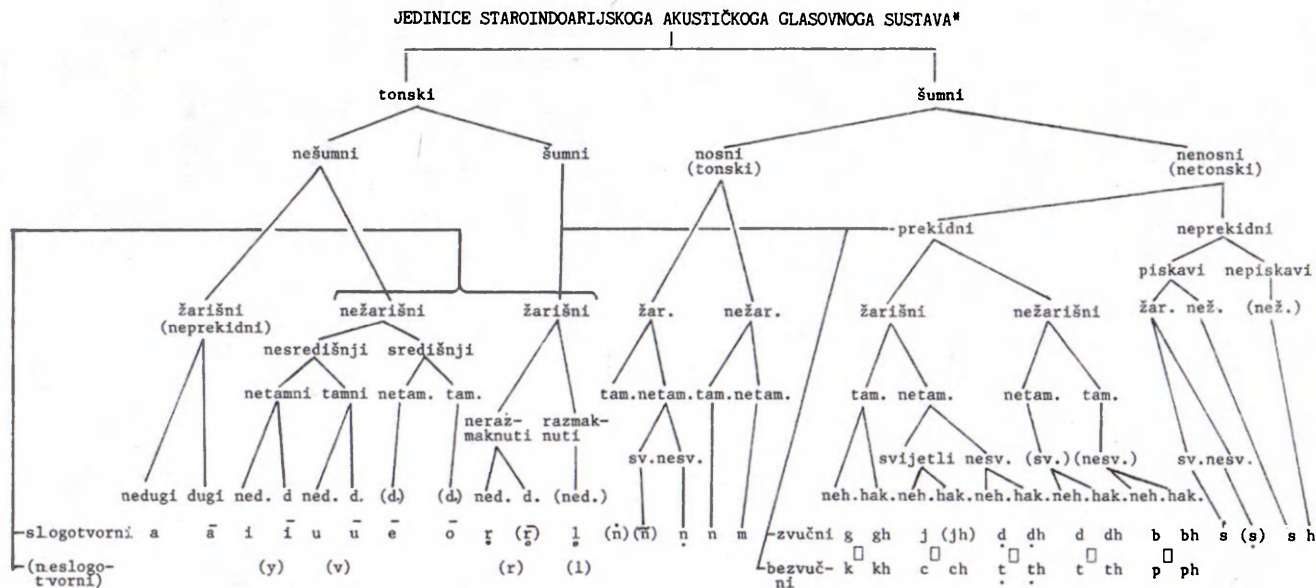 JEDINICE STAROINDOARIJSKOGA AKUSTIČKOGA GLASOVNOGA SUSTAVA*
tonski šumni
nešumni šumni nosni nenosni
(tonski) (netonski)
prekidni neprekidni
piskavi nepiskavi
žarišni nežarišni žarišni žar. nežar. žarišni nežarišni žar. než. (než.)
(neprekidni)
nesredišnji središnji
netamni tamni netam. tam. tam. netam. tam. netam. tam. netam. netam. tam.
neraz- razmak-
maknuti nuti
sv. nesv. svijetli nesv. (sv.) (nesv.) sv. nesv.
nedugi dugi ned. d ned. d. (d.) (d.) ned. d. (ned.) neh. hak. neh. hak. neh. hak. neh. hak. neh. hak.
slogotvorni a ā i ī u ū ē ō r̥ (r̥̄) l̥ (ṅ) (ñ) ṇ n m zvučni g gh j (jh) ḍ ḍh d dh b bh ś (ṣ) s h
(neslogo- (y) (v) (r) (l) bezvuč- k kh c ch ṭ ṭh t th p ph
tvorni) ni